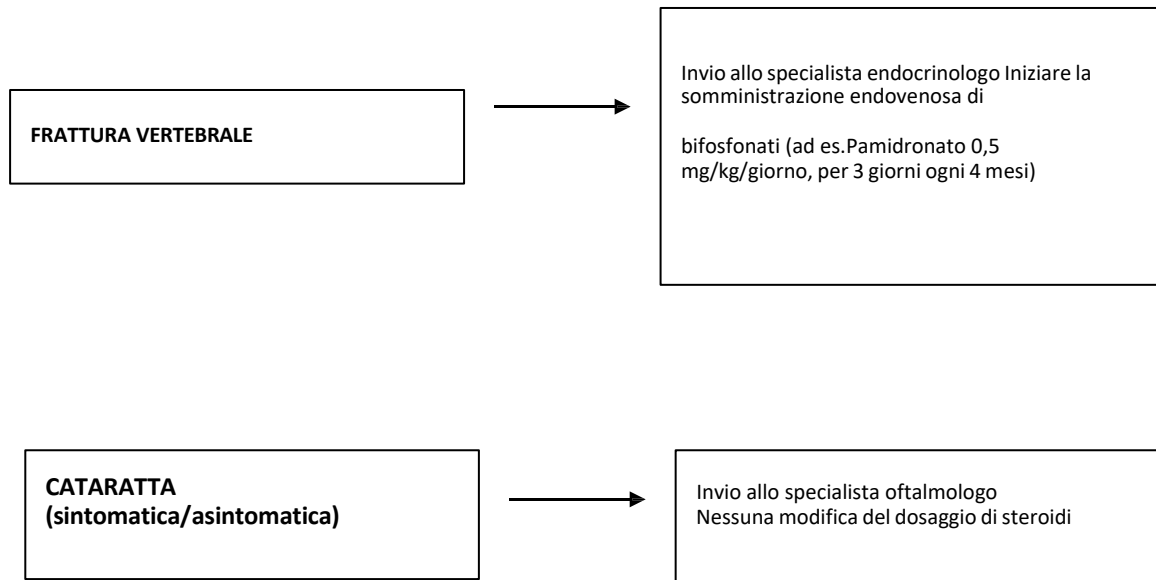 FRATTURA VERTEBRALE
Invio allo specialista endocrinologo Iniziare la
somministrazione endovenosa di
bifosfonati (ad es.Pamidronato 0,5
mg/kg/giorno, per 3 giorni ogni 4 mesi)
CATARATTA
(sintomatica/asintomatica)
Invio allo specialista oftalmologo
Nessuna modifica del dosaggio di steroidi